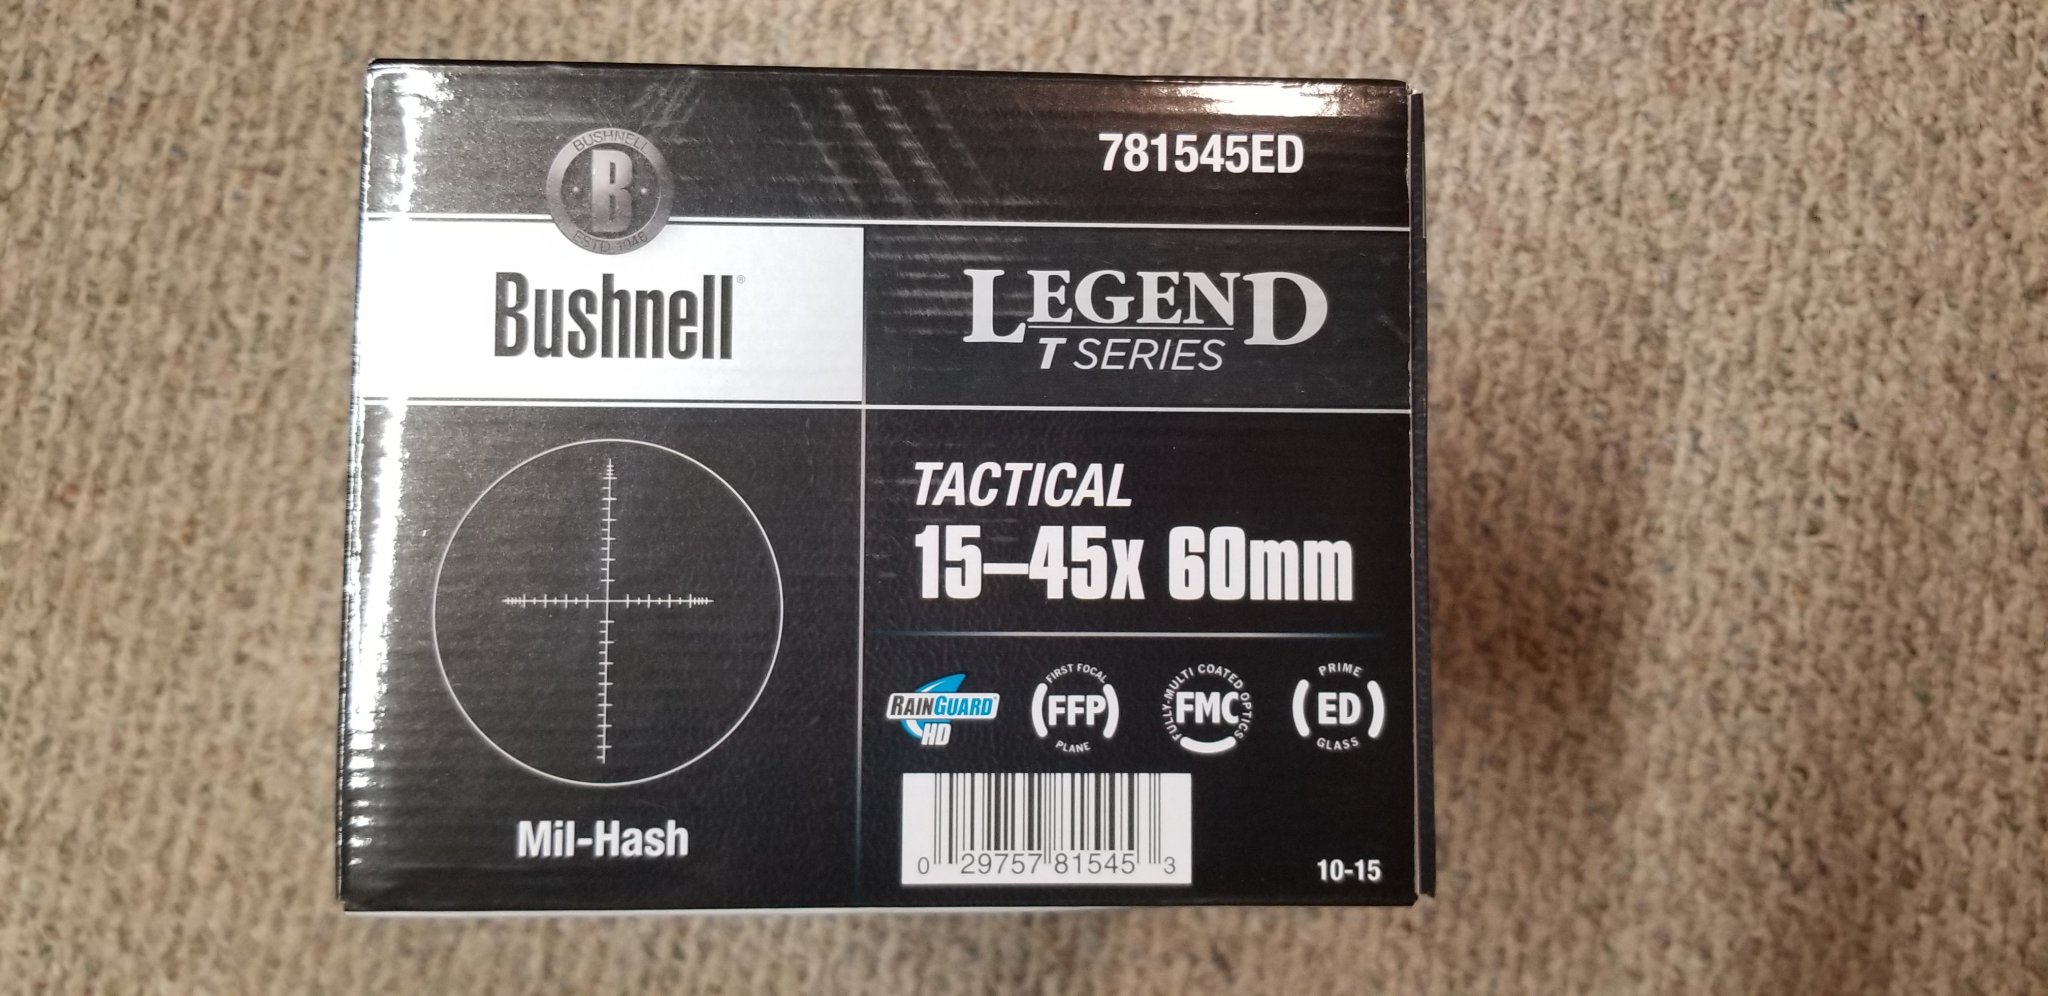 781545ED
BUSHNELL
B
ESTD. 1948
Bushnell®
LEGEND
T SERIES
Mil-Hash
TACTICAL
15–45x 60mm
RAINGUARD®
HD
FIRST FOCAL
FFP
PLANE
FULLY-MULTI COATED OPTICS
FMC
PRIME
ED
GLASS
0 29757 81545 3
10-15